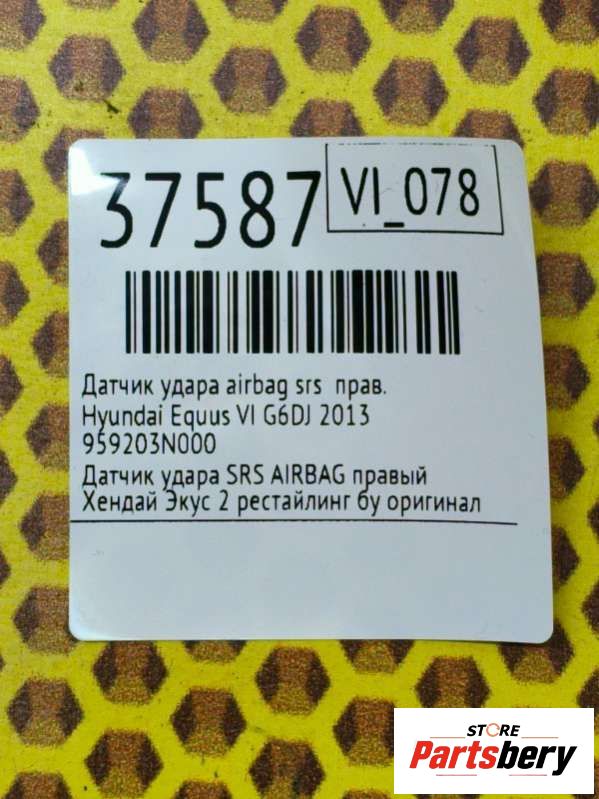 37587
VI_078
Датчик удара airbag srs прав.
Hyundai Equus VI G6DJ 2013
959203N000
Датчик удара SRS AIRBAG правый
Хендай Экус 2 рестайлинг бу оригинал
STORE
Partsbery